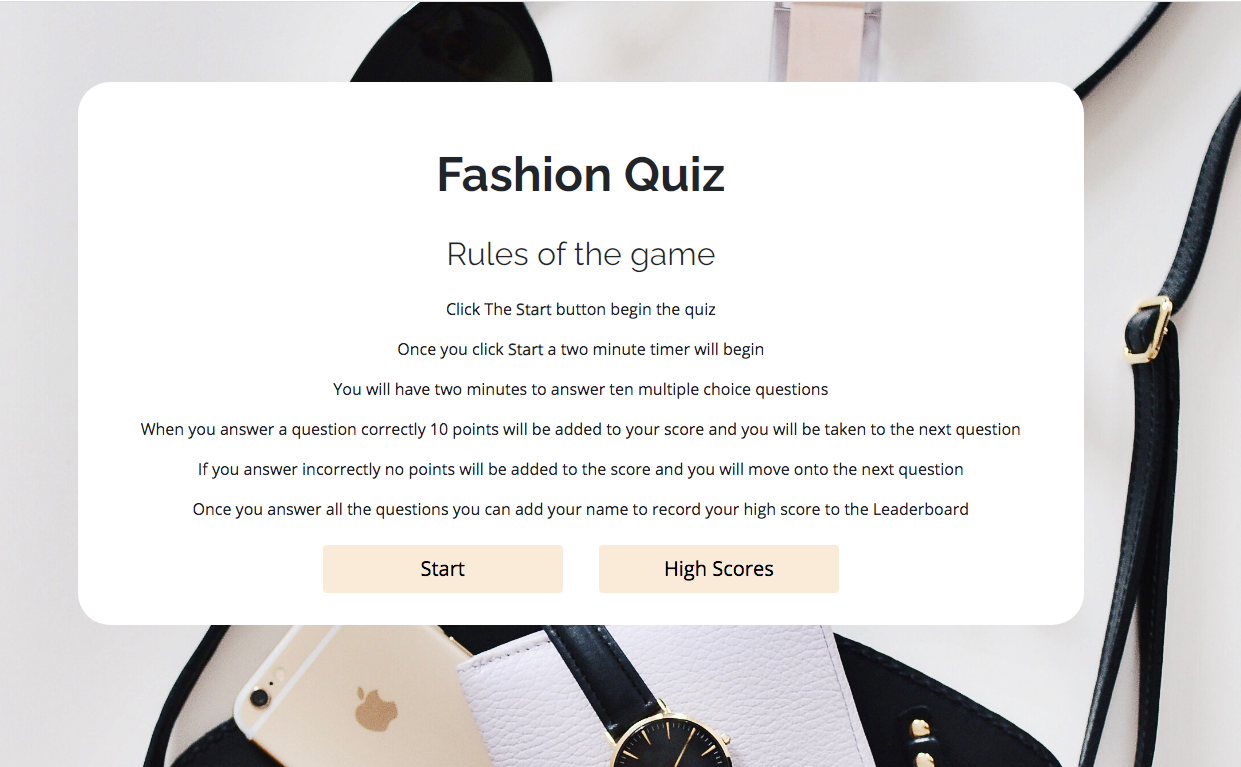 Fashion Quiz
Rules of the game
Click The Start button begin the quiz
Once you click Start a two minute timer will begin
You will have two minutes to answer ten multiple choice questions
When you answer a question correctly 10 points will be added to your score and you will be taken to the next question
If you answer incorrectly no points will be added to the score and you will move onto the next question
Once you answer all the questions you can add your name to record your high score to the Leaderboard
Start
High Scores